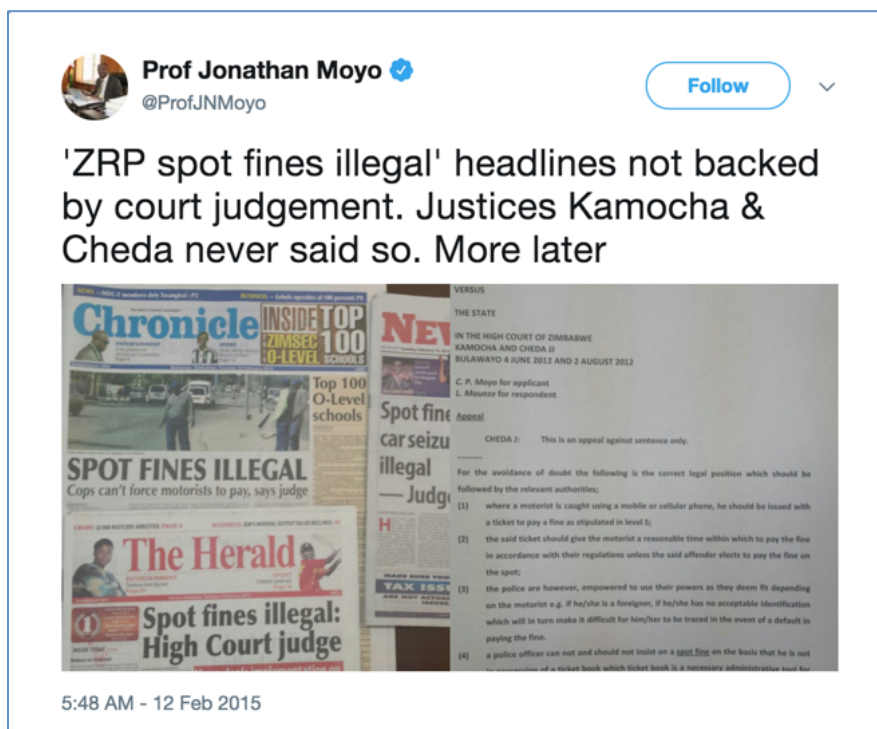 Prof Jonathan Moyo
@ProfJNMoyo
Follow
'ZRP spot fines illegal' headlines not backed
by court judgement. Justices Kamocha &
Cheda never said so. More later
Chronicle
INSIDE TOP
ZIMSEC 100
O-LEVEL SCHOOLS
Top 100
O-Level
schools
SPOT FINES ILLEGAL
Cops can't force motorists to pay, says judge
The Herald
Spot fines illegal:
High Court judge
NEW
Spot fine
car seizu
illegal
— Judg
MAKE SURE YOU
TAX ISSU
VERSUS
THE STATE
IN THE HIGH COURT OF ZIMBABWE
KAMOCHA AND CHEDA JJ
BULAWAYO 4 JUNE 2012 AND 2 AUGUST 2012
C. P. Moyo for applicant
for respondent
Appeal
CHEDA J: This is an appeal against sentence only.
For the avoidance of doubt the following is the correct legal position which should be
followed by the relevant authorities;
(1) where a motorist is caught using a mobile or cellular phone, he should be issued with
a ticket to pay a fine as stipulated in level 5;
(2) the said ticket should give the motorist a reasonable time within which to pay the fine
in accordance with their regulations unless the said offender elects to pay the fine on
the spot;
(3) the police are however, empowered to use their powers as they deem fit depending
on the motorist e.g. if he/she is a foreigner, if he/she has no acceptable identification
which will in turn make it difficult for him/her to be traced in the event of a default in
paying the fine.
(4) a police officer can not and should not insist on a spot fine on the basis that he is not
in possession of a ticket book which ticket book is a necessary administrative tool for
5:48 AM - 12 Feb 2015